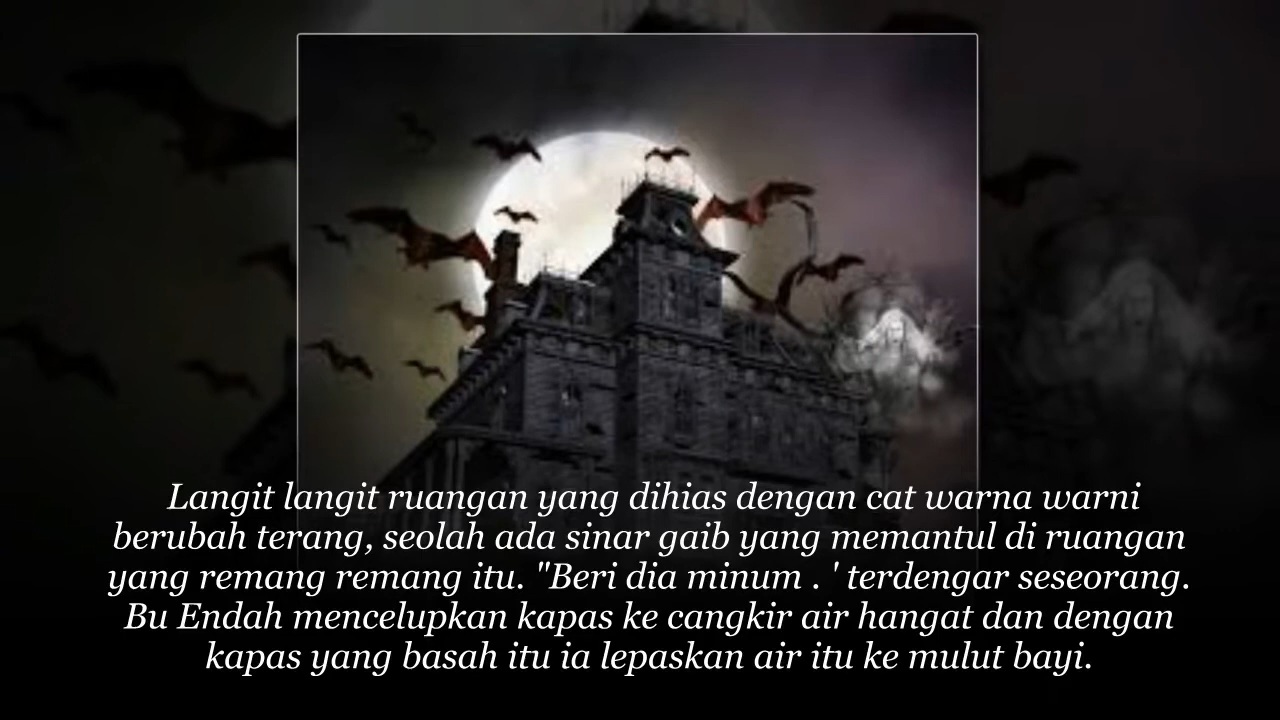 Langit langit ruangan yang dihias dengan cat warna warni
berubah terang, seolah ada sinar gaib yang memantul di ruangan
yang remang remang itu. "Beri dia minum . ' terdengar seseorang.
Bu Endah mencelupkan kapas ke cangkir air hangat dan dengan
kapas yang basah itu ia lepaskan air itu ke mulut bayi.